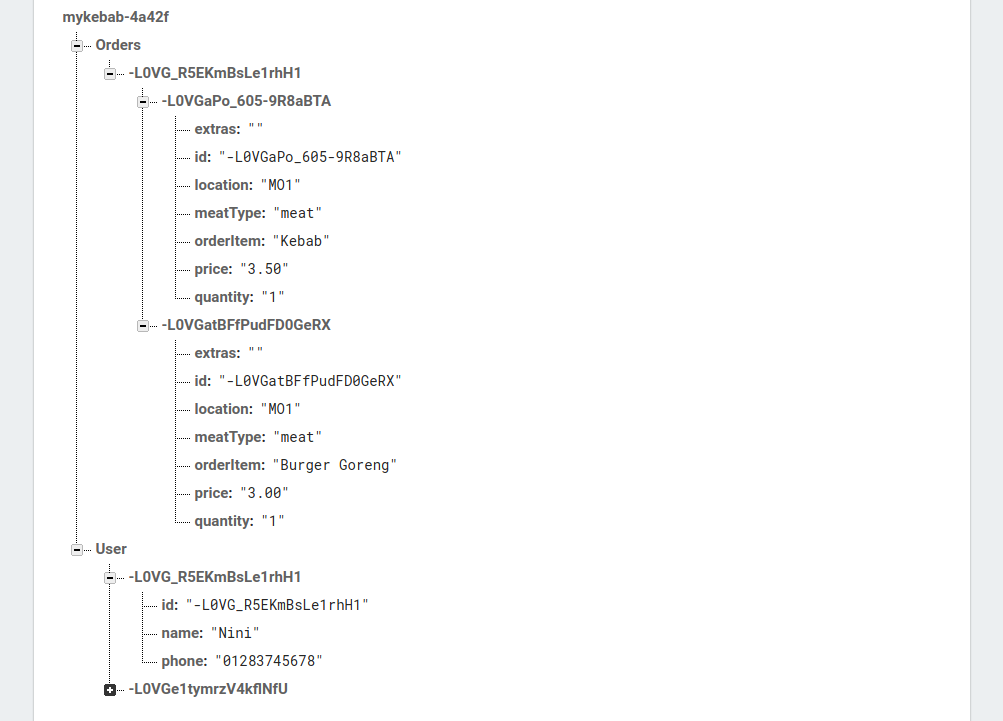 mykebab-4a42f
Orders
-L0VG_R5EKmBsLe1rhH1
-L0VGaPo_605-9R8aBTA
extras: ""
id: "-L0VGaPo_605-9R8aBTA"
location: "MO1"
meatType: "meat"
orderItem: "Kebab"
price: "3.50"
quantity: "1"
-L0VGatBFfPudFD0GeRX
extras: ""
id: "-L0VGatBFfPudFD0GeRX"
location: "MO1"
meatType: "meat"
orderItem: "Burger Goreng"
price: "3.00"
quantity: "1"
User
-L0VG_R5EKmBsLe1rhH1
id: "-L0VG_R5EKmBsLe1rhH1"
name: "Nini"
phone: "01283745678"
-L0VGe1tymrzV4kflNfU